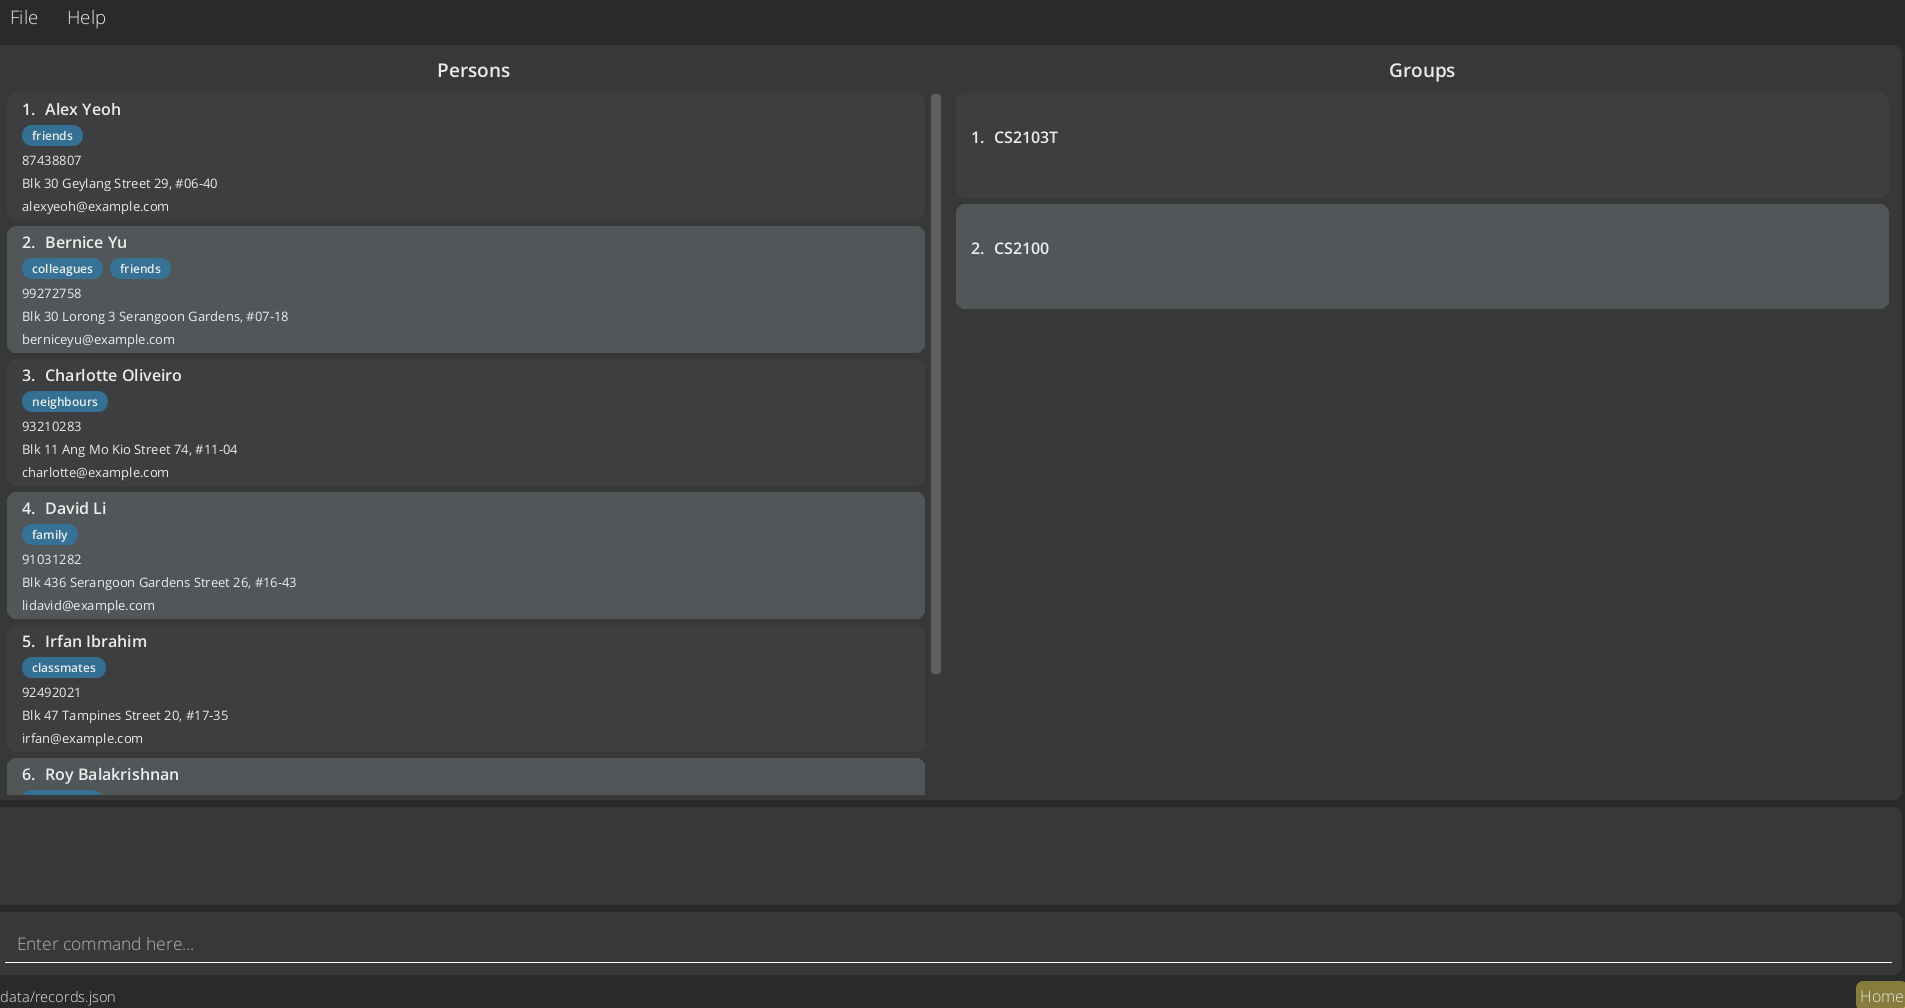 File Help
Persons
1. Alex Yeoh
friends
87438807
Blk 30 Geylang Street 29, #06-40
alexyeoh@example.com
2. Bernice Yu
colleagues friends
99272758
Blk 30 Lorong 3 Serangoon Gardens, #07-18
berniceyu@example.com
3. Charlotte Oliveiro
neighbours
93210283
Blk 11 Ang Mo Kio Street 74, #11-04
charlotte@example.com
4. David Li
family
91031282
Blk 436 Serangoon Gardens Street 26, #16-43
lidavid@example.com
5. Irfan Ibrahim
classmates
92492021
Blk 47 Tampines Street 20, #17-35
irfan@example.com
6. Roy Balakrishnan
Groups
1. CS2103T
2. CS2100
Enter command here...
data/records.json
Home